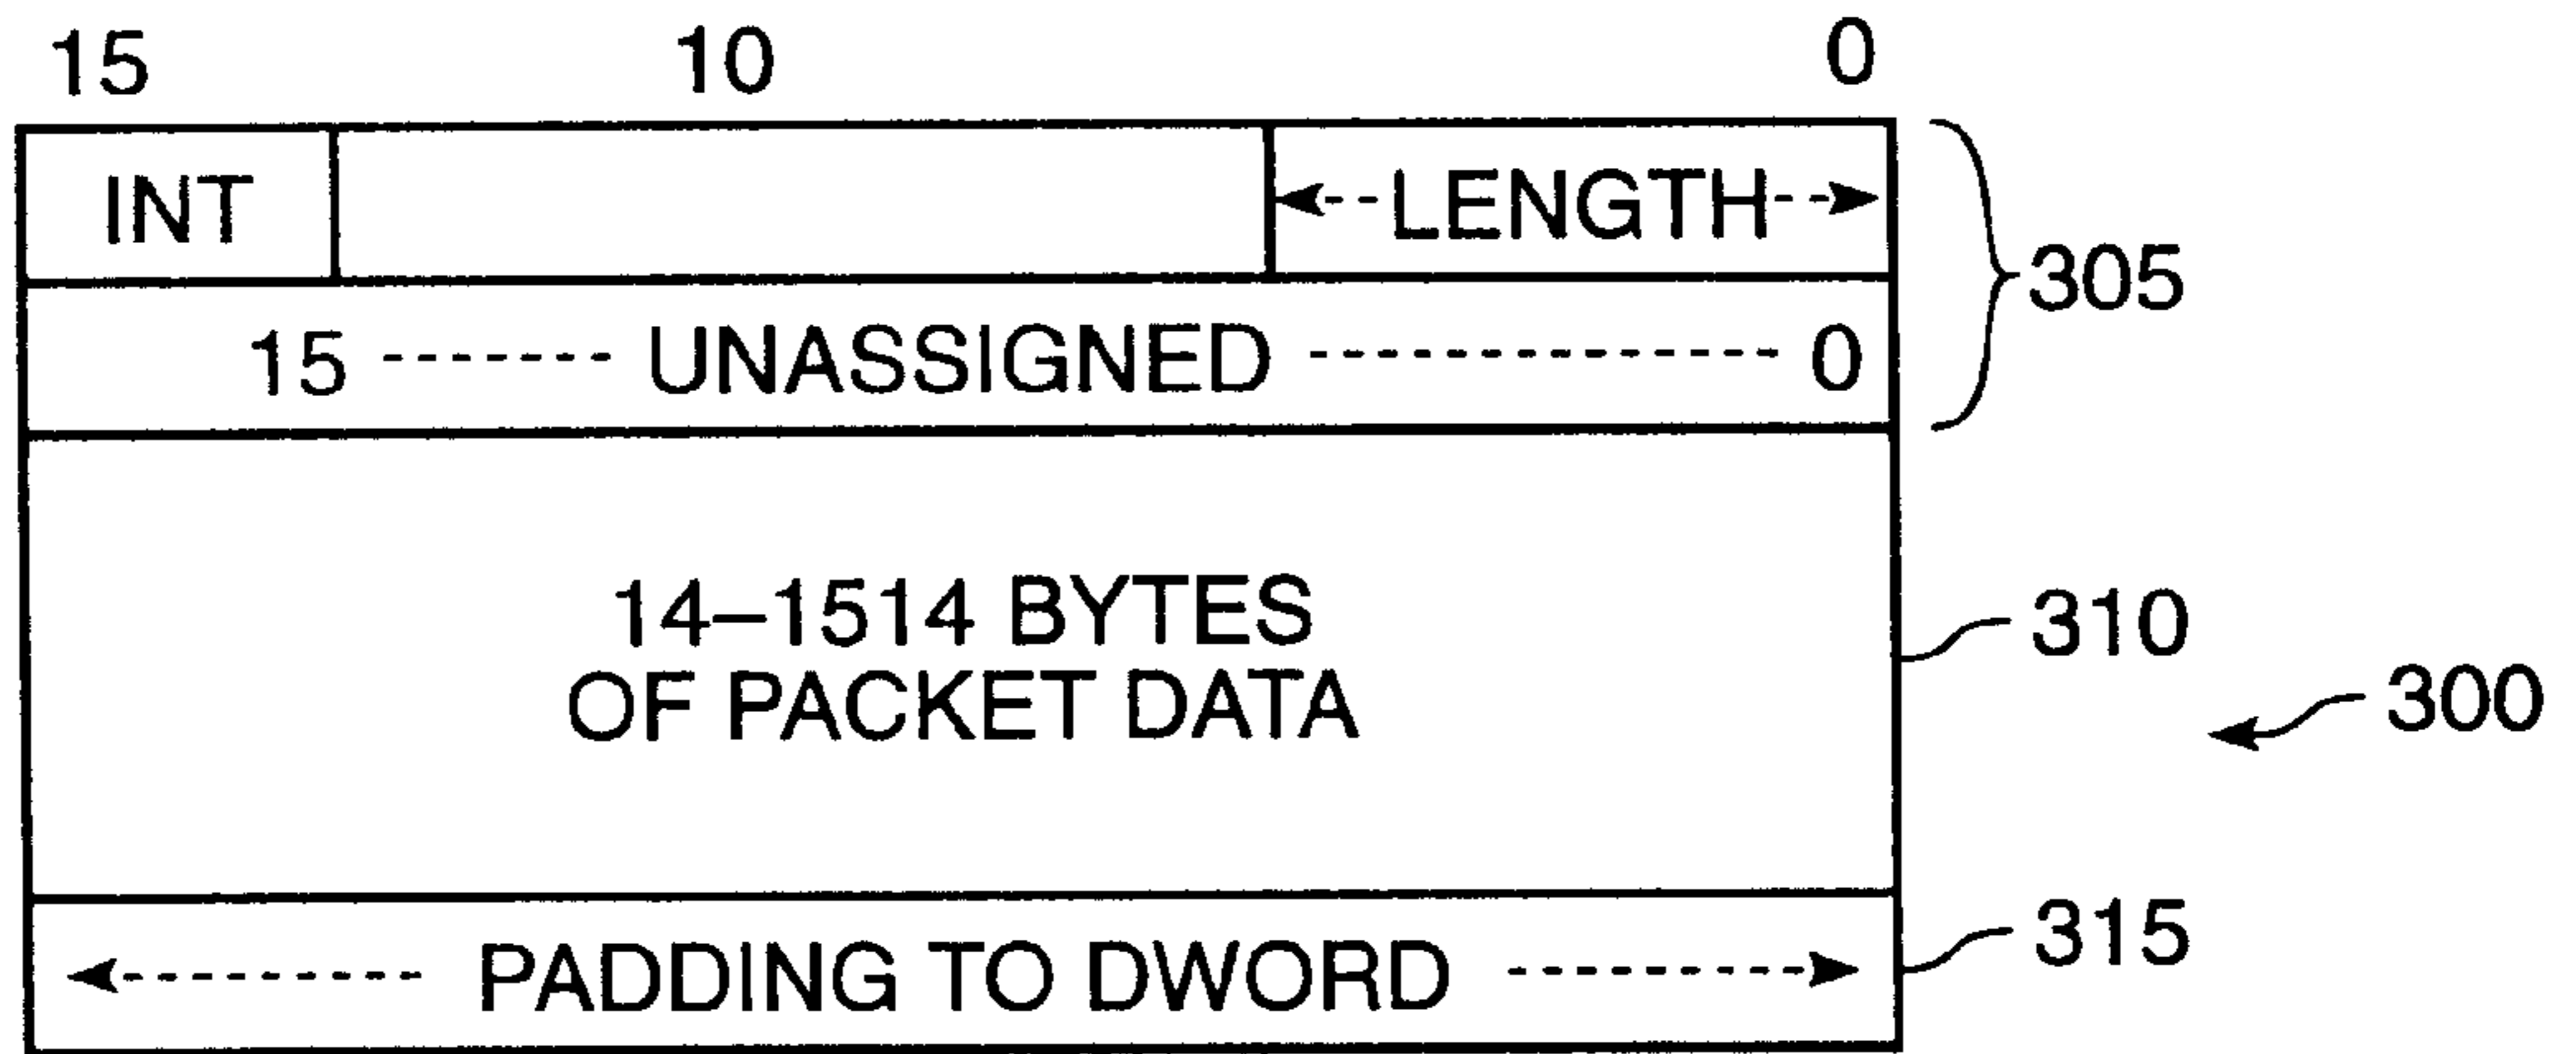 15 10 0
INT LENGTH
305
15 UNASSIGNED 0
14–1514 BYTES
OF PACKET DATA
310
300
PADDING TO DWORD
315